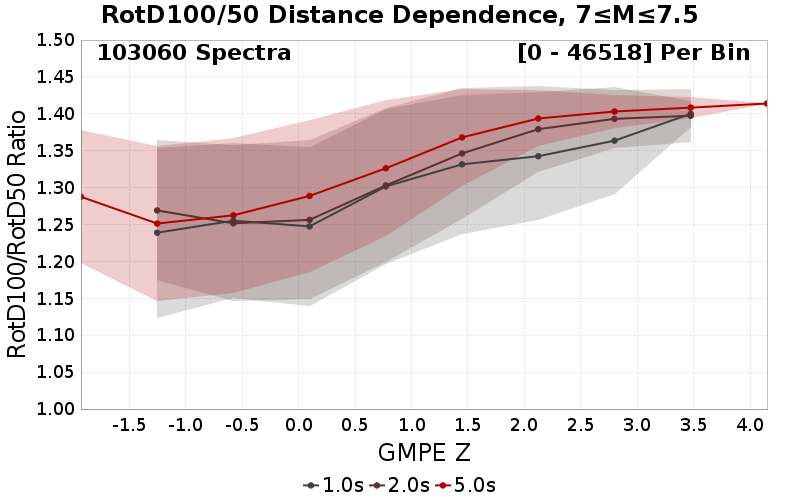 RotD100/50 Distance Dependence, 7≤M≤7.5
103060 Spectra
[0 - 46518] Per Bin
RotD100/RotD50 Ratio
1.50
1.45
1.40
1.35
1.30
1.25
1.20
1.15
1.10
1.05
1.00
-1.5 -1.0 -0.5 0.0 0.5 1.0 1.5 2.0 2.5 3.0 3.5 4.0
GMPE Z
1.0s 2.0s 5.0s